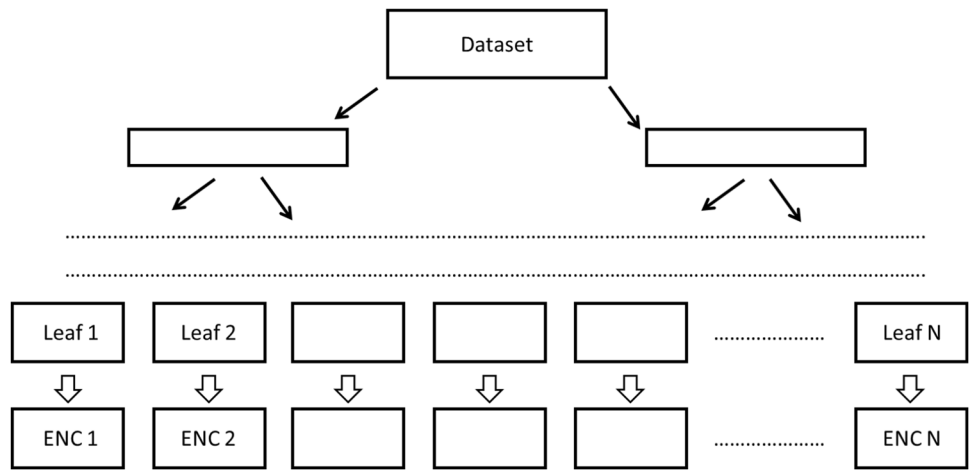 Dataset
Leaf 1
Leaf 2
Leaf N
ENC 1
ENC 2
ENC N